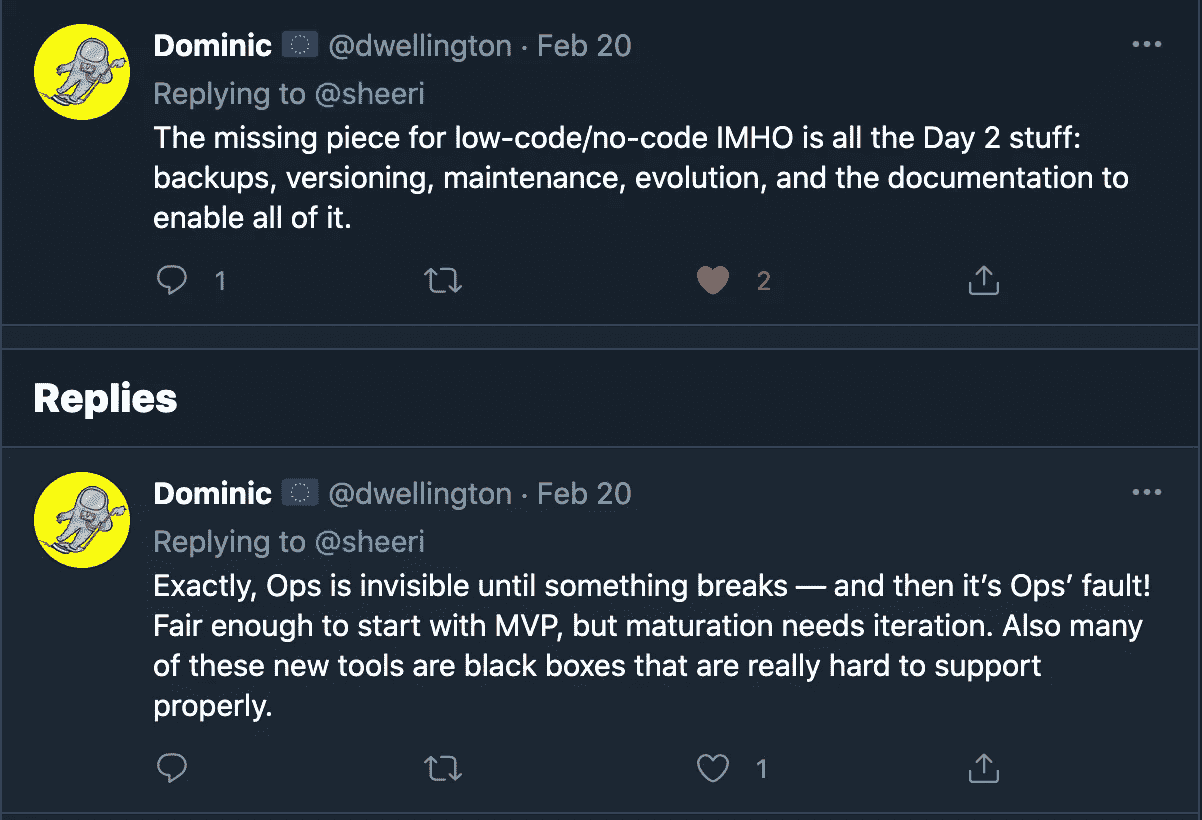 Dominic @dwellington · Feb 20
Replying to @sheeri
The missing piece for low-code/no-code IMHO is all the Day 2 stuff:
backups, versioning, maintenance, evolution, and the documentation to
enable all of it.
1 2
Replies
Dominic @dwellington · Feb 20
Replying to @sheeri
Exactly, Ops is invisible until something breaks — and then it’s Ops’ fault!
Fair enough to start with MVP, but maturation needs iteration. Also many
of these new tools are black boxes that are really hard to support
properly.
1